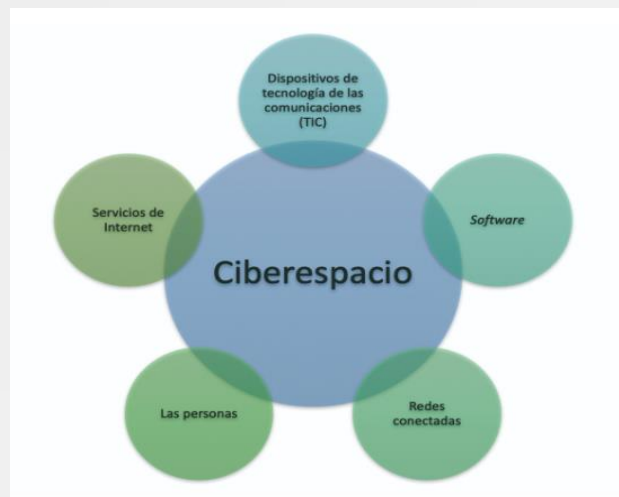 Dispositivos de
tecnología de las
comunicaciones
(TIC)
Servicios de
Internet
Software
Ciberespacio
Las personas
Redes
conectadas